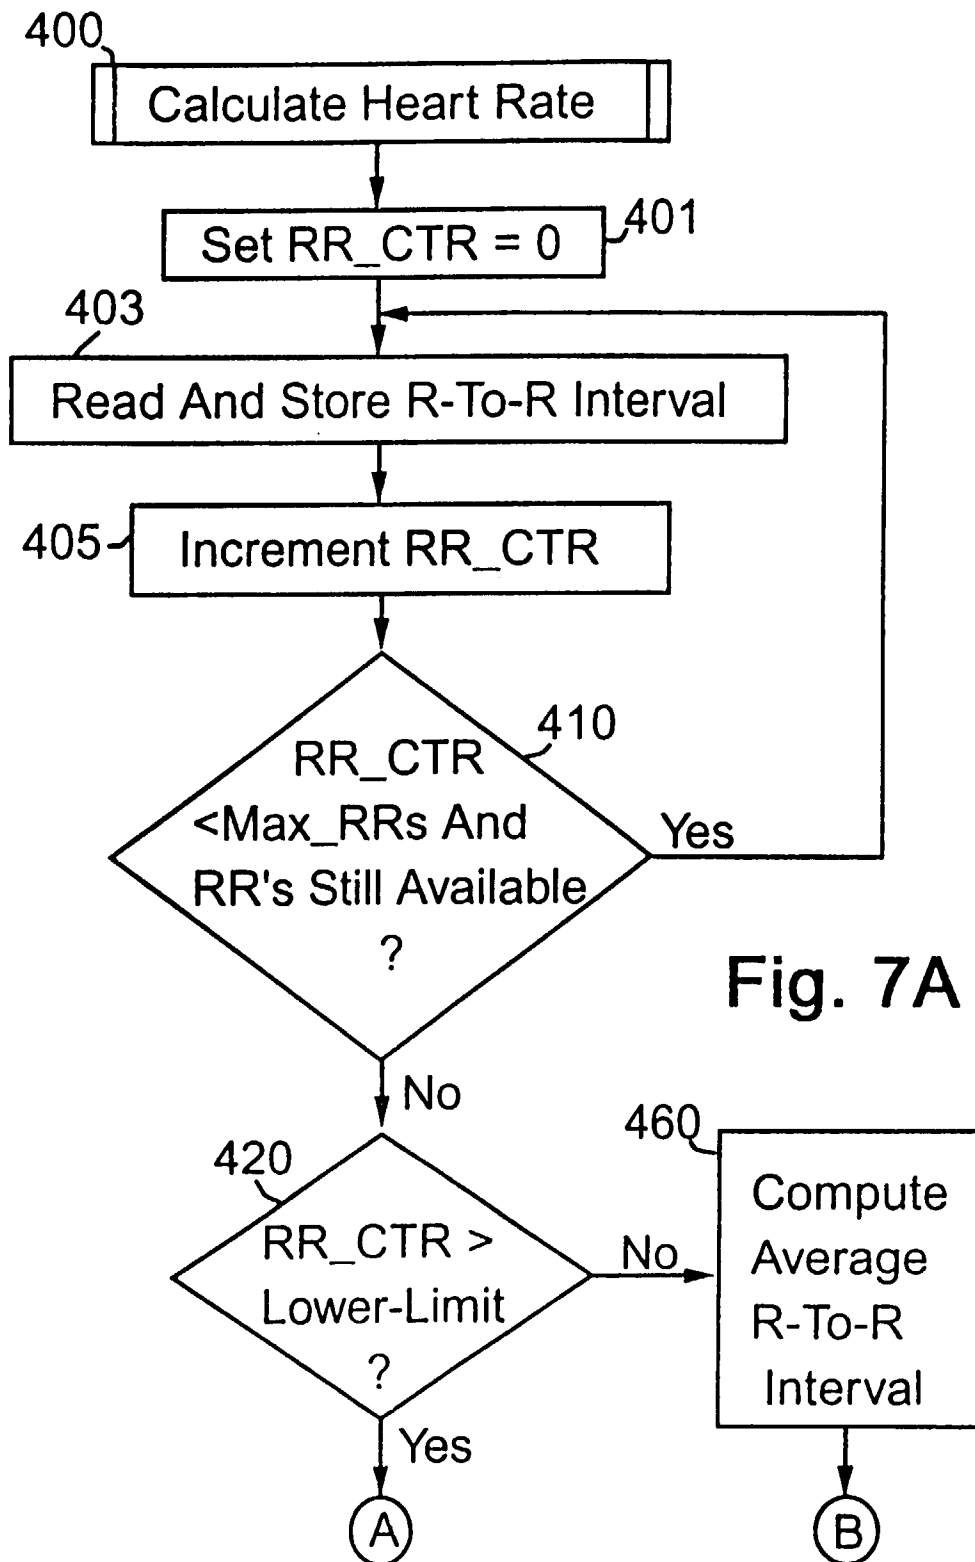 400
Calculate Heart Rate
Set RR_CTR = 0
401
403
Read And Store R-To-R Interval
405
Increment RR_CTR
410
RR_CTR
<Max_RRs And
RR's Still Available
?
Yes
Fig. 7A
No
420
RR_CTR >
Lower-Limit
?
No
460
Compute
Average
R-To-R
Interval
Yes
A
B